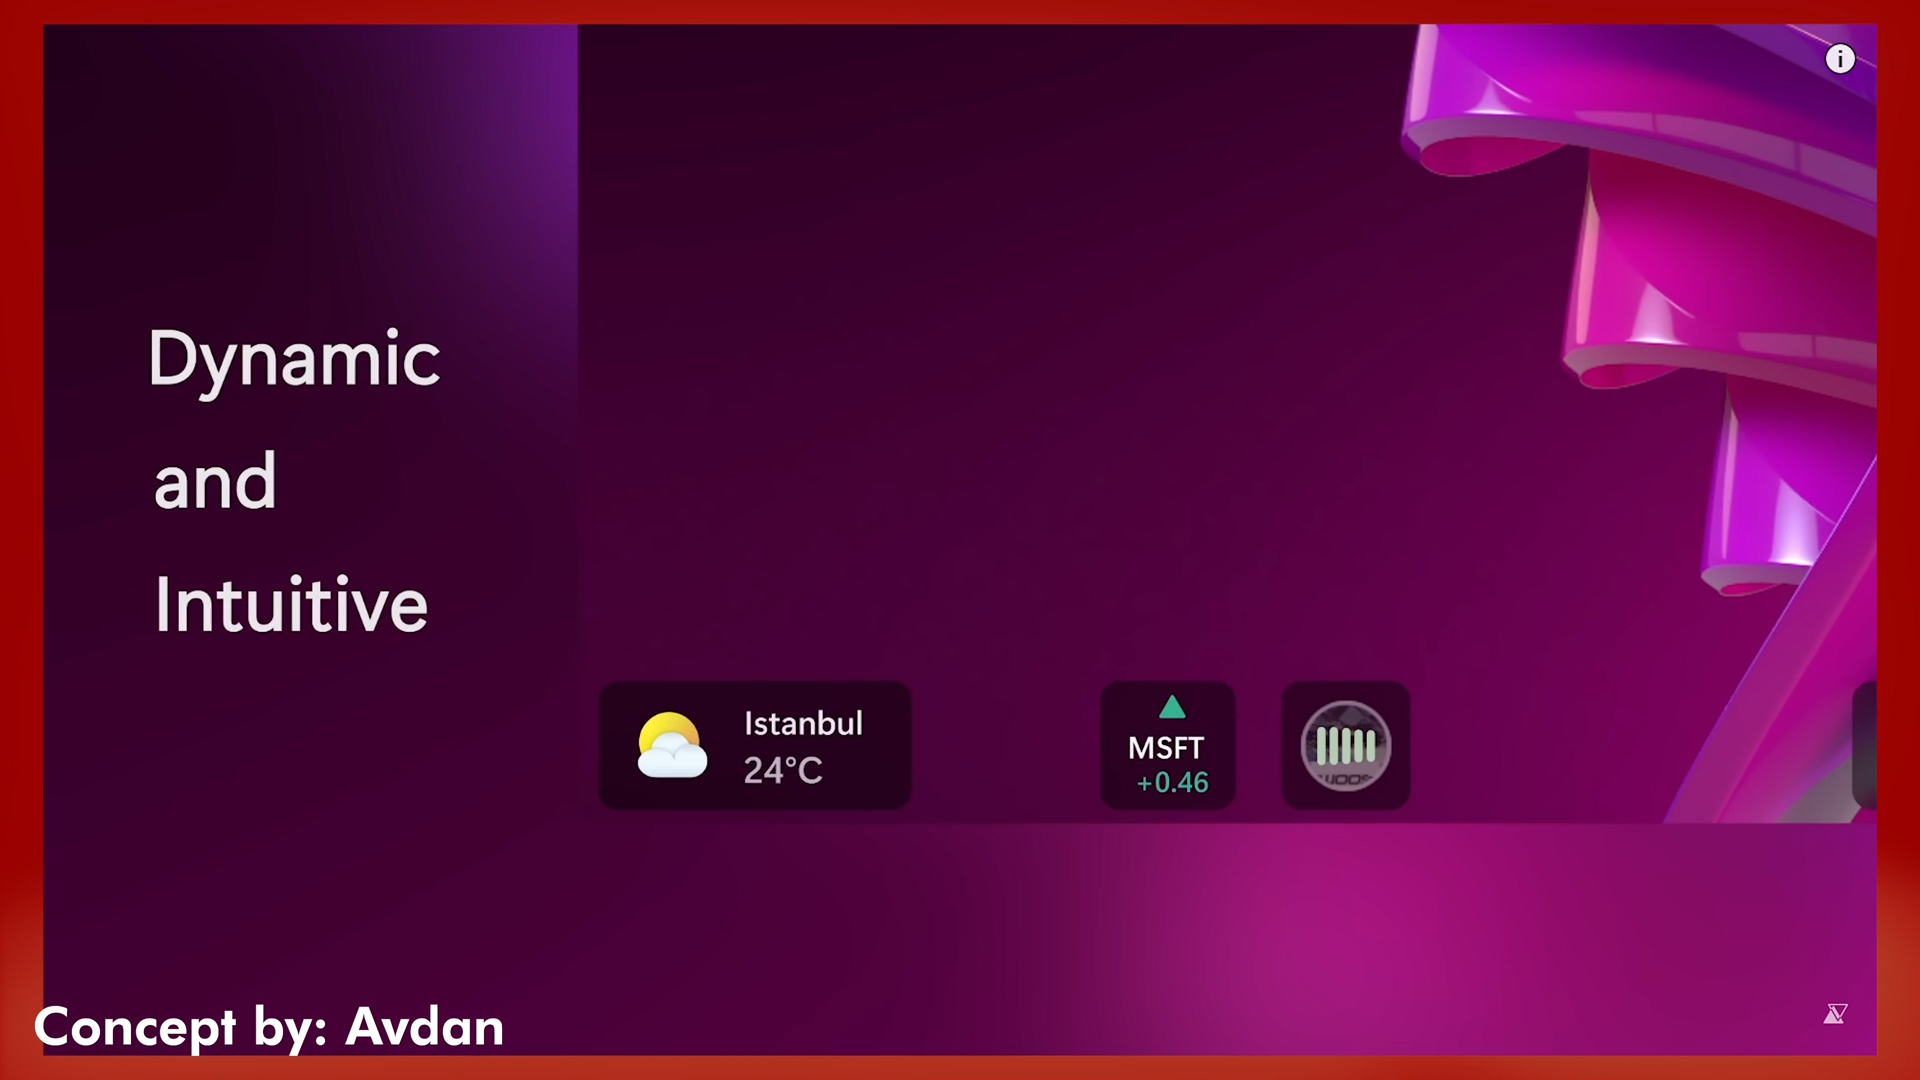 Dynamic
and
Intuitive
Istanbul
24°C
MSFT
+0.46
Concept by: Avdan